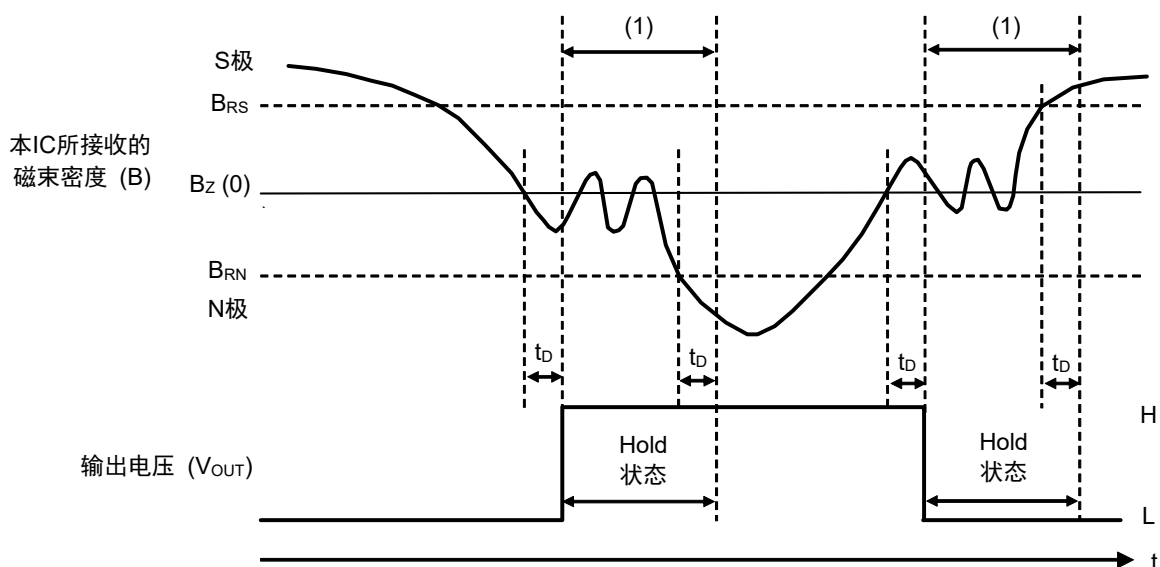 (1)
(1)
S极
BRS
本IC所接收的
磁束密度 (B)
BZ (0)
BRN
N极
tD
tD
tD
tD
H
Hold
状态
Hold
状态
输出电压 (VOUT)
L
t